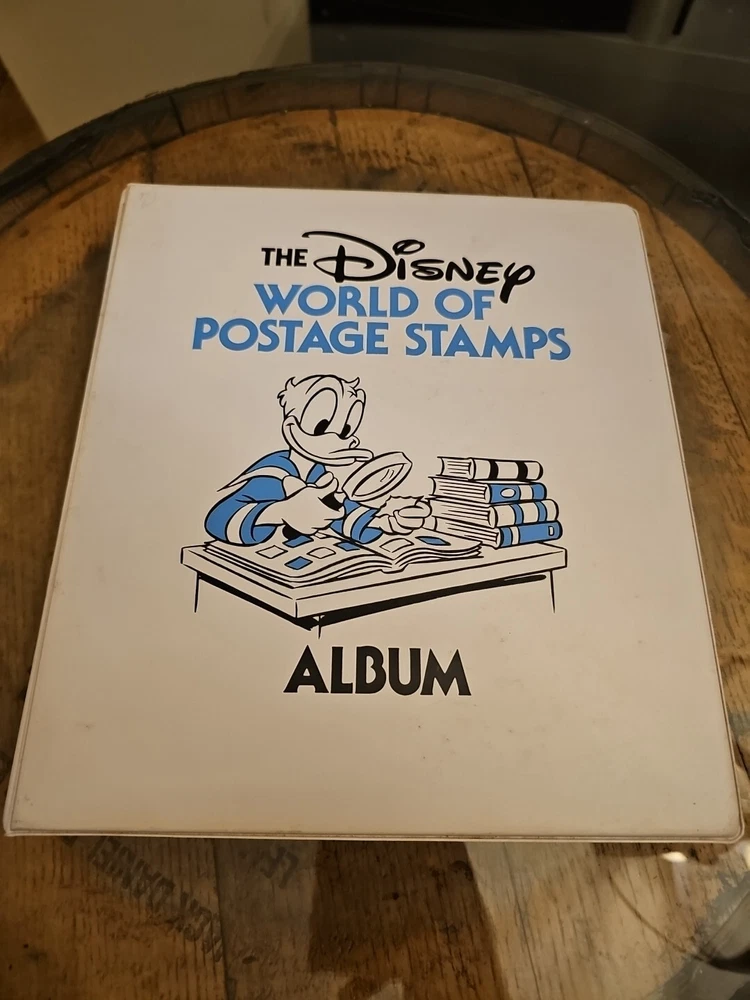 THE Disney
WORLD OF
POSTAGE STAMPS
ALBUM